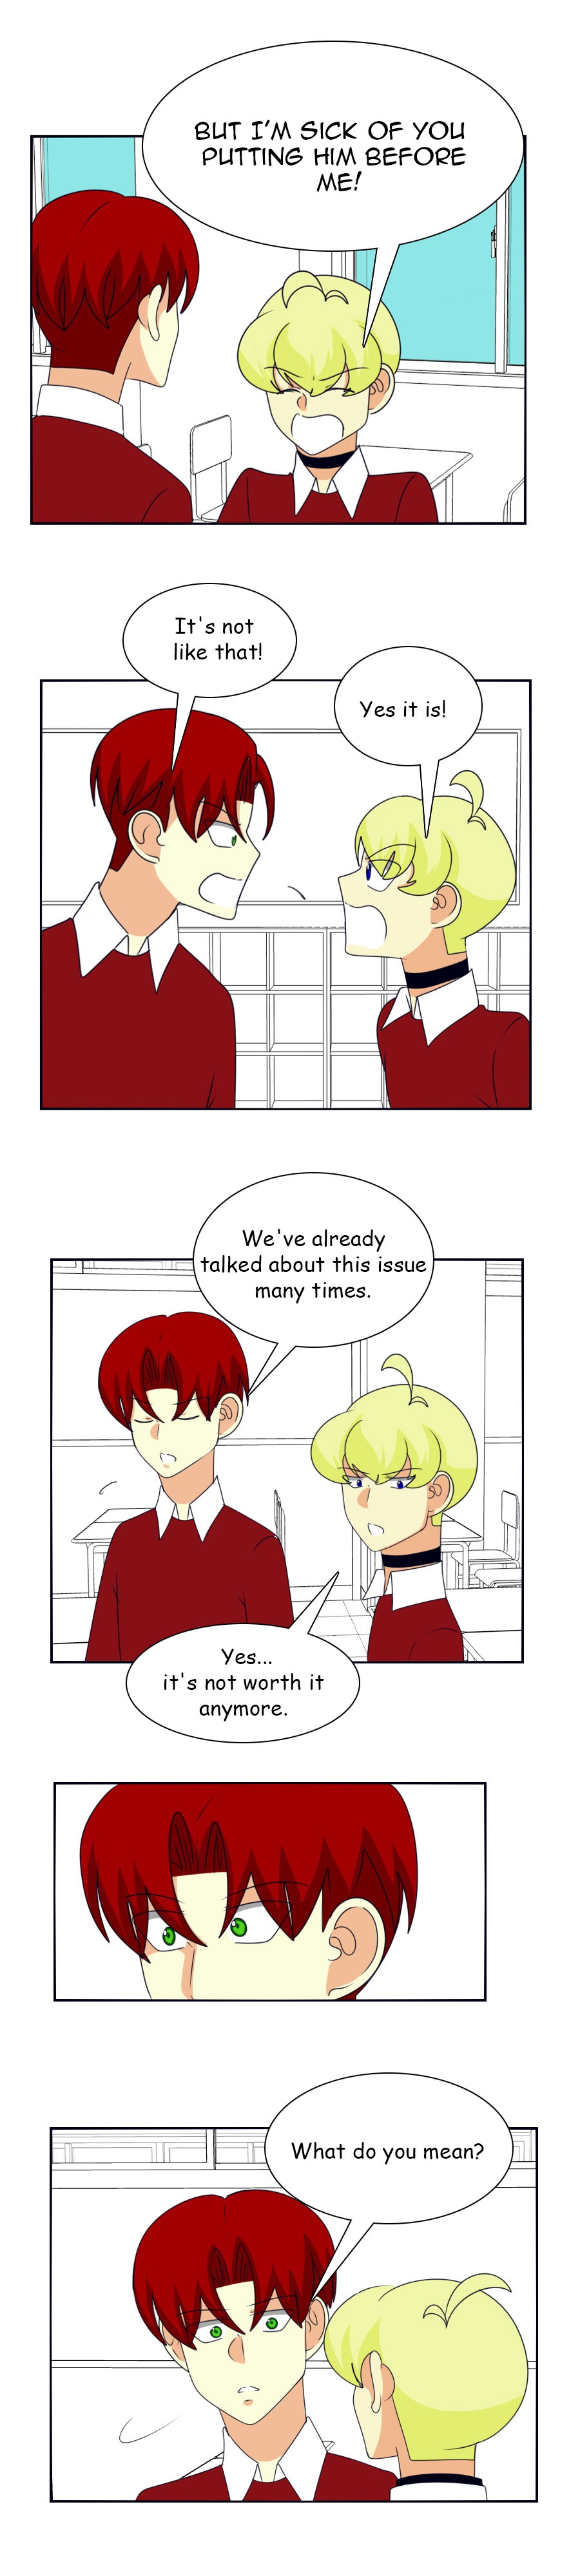 BUT I'M SICK OF YOU
PUTTING HIM BEFORE
ME!
It's not
like that!
Yes it is!
We've already
talked about this issue
many times.
Yes...
it's not worth it
anymore.
What do you mean?